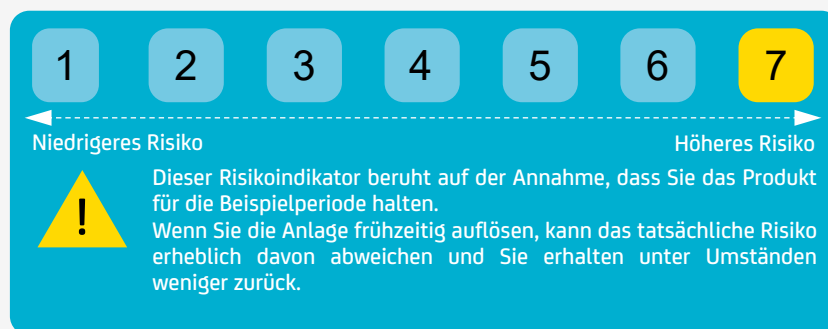 1 2 3 4 5 6 7
Niedrigeres Risiko Höheres Risiko
Dieser Risikoindikator beruht auf der Annahme, dass Sie das Produkt
für die Beispielperiode halten.
!
Wenn Sie die Anlage frühzeitig auflösen, kann das tatsächliche Risiko
erheblich davon abweichen und Sie erhalten unter Umständen
weniger zurück.